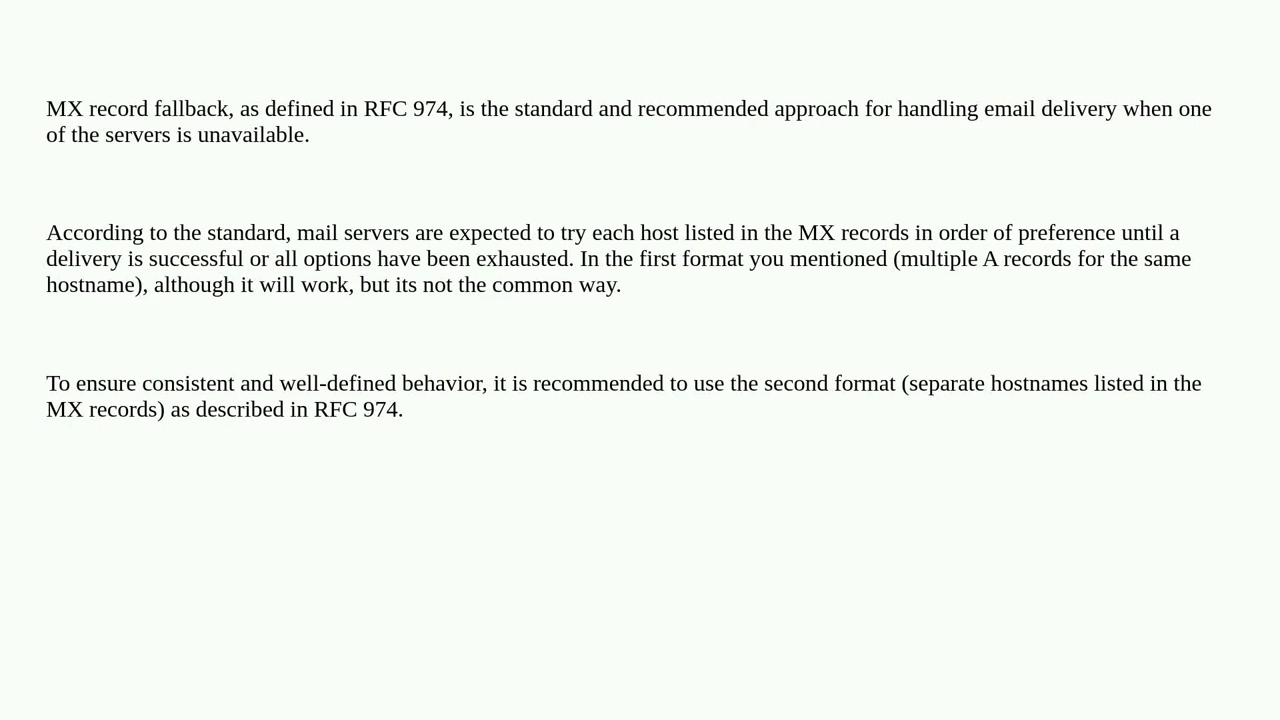 MX record fallback, as defined in RFC 974, is the standard and recommended approach for handling email delivery when one
of the servers is unavailable.
According to the standard, mail servers are expected to try each host listed in the MX records in order of preference until a
delivery is successful or all options have been exhausted. In the first format you mentioned (multiple A records for the same
hostname), although it will work, but its not the common way.
To ensure consistent and well-defined behavior, it is recommended to use the second format (separate hostnames listed in the
MX records) as described in RFC 974.